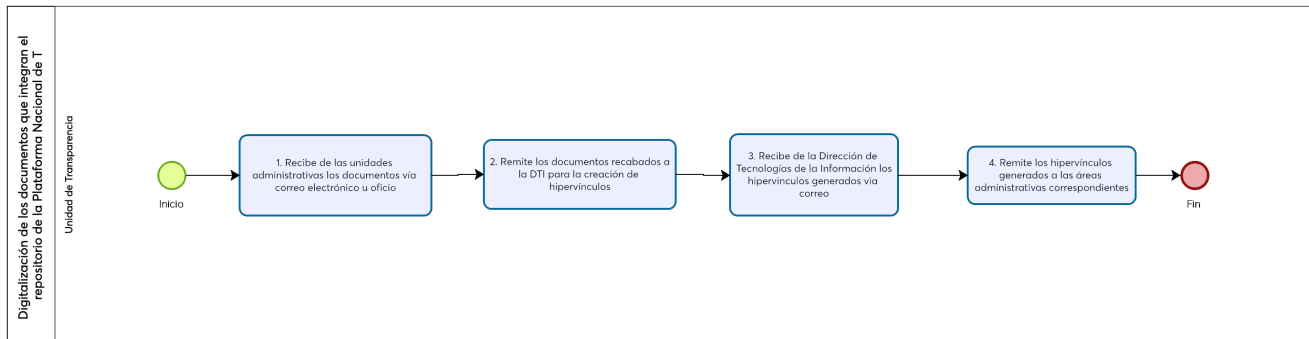 Digitalización de los documentos que integran el
repositorio de la Plataforma Nacional de T
Unidad de Transparencia
Inicio
1. Recibe de las unidades
administrativas los documentos vía
correo electrónico u oficio
2. Remite los documentos recabados a
la DTI para la creación de
hipervínculos
3. Recibe de la Dirección de
Tecnologías de la Información los
hipervinculos generados via
correo
4. Remite los hipervínculos
generados a las áreas
administrativas correspondientes
Fin